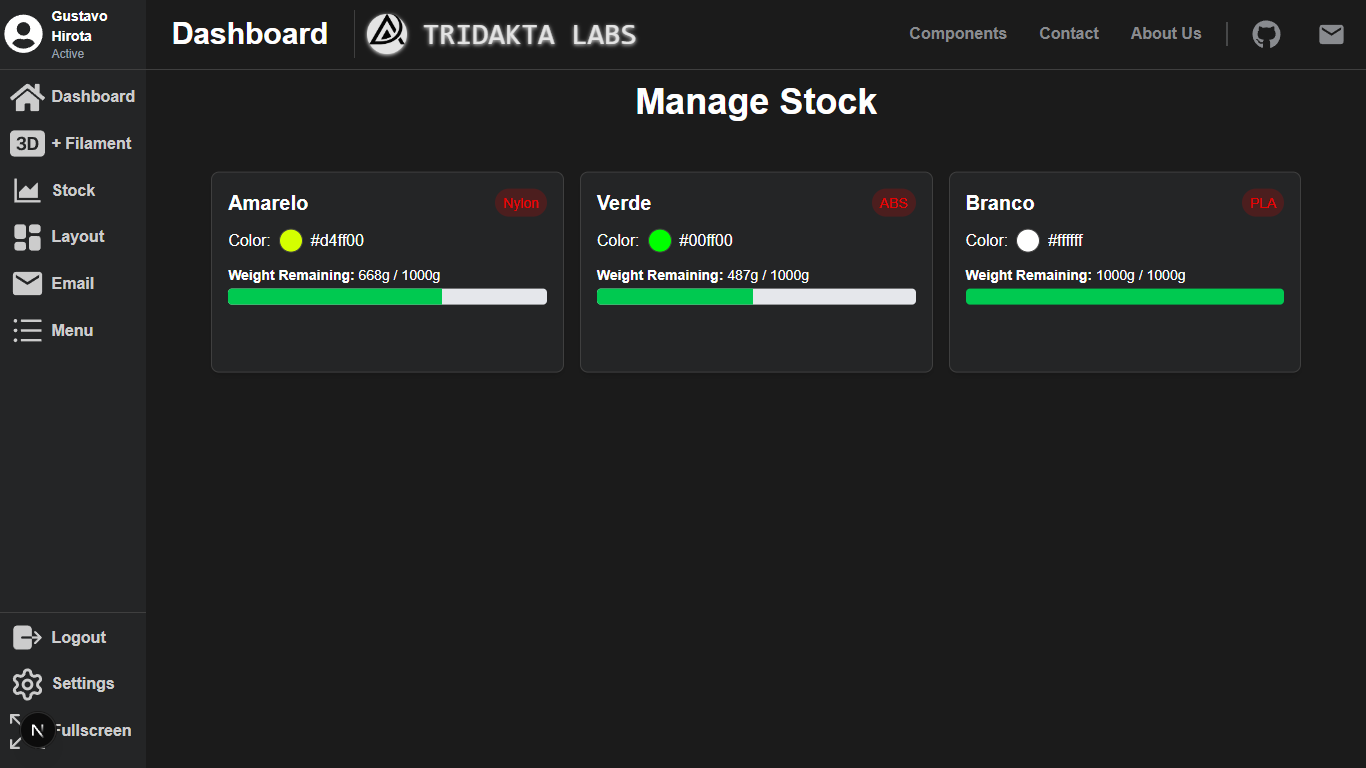 Gustavo
Hirota
Active
Dashboard
TRIDAKTA LABS
Components
Contact
About Us
Dashboard
3D + Filament
Stock
Layout
Email
Menu
Logout
Settings
N
Fullscreen
Manage Stock
Amarelo
Nylon
Color: #d4ff00
Weight Remaining: 668g / 1000g
Verde
ABS
Color: #00ff00
Weight Remaining: 487g / 1000g
Branco
PLA
Color: #ffffff
Weight Remaining: 1000g / 1000g